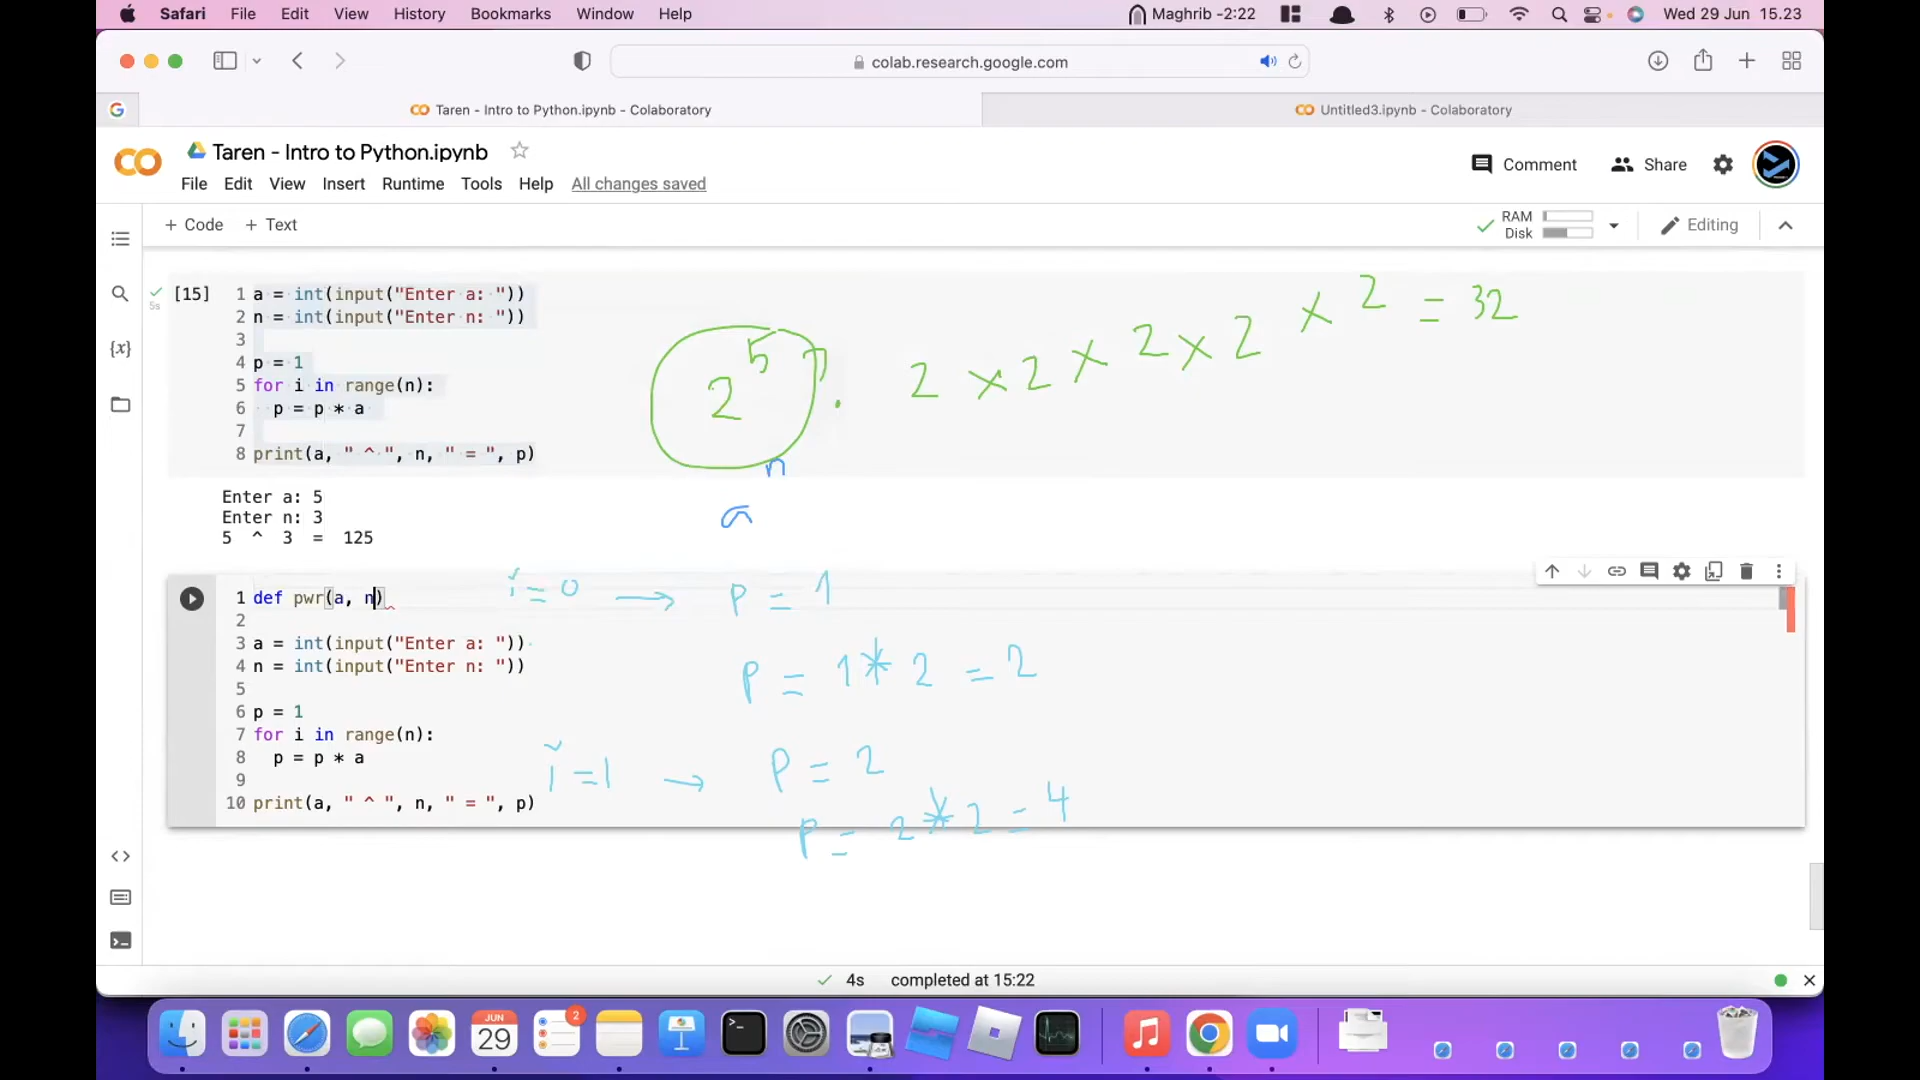 Safari File Edit View History Bookmarks Window Help Maghrib -2:22 Wed 29 Jun 15.23
colab.research.google.com
Taren - Intro to Python.ipynb - Colaboratory Untitled3.ipynb - Colaboratory
Taren - Intro to Python.ipynb
Comment Share
File Edit View Insert Runtime Tools Help All changes saved
+ Code + Text
RAM
Disk
Editing
[15]
5s
1 a = int(input("Enter a: "))
2 n = int(input("Enter n: "))
3
4 p = 1
5 for i in range(n):
6 p = p * a
7
8 print(a, " ^ ", n, " = ", p)
2 5
2 × 2 × 2 × 2 × 2 = 32
Enter a: 5
Enter n: 3
5 ^ 3 = 125
a n
1 def pwr(a, n)
2
3 a = int(input("Enter a: "))
4 n = int(input("Enter n: "))
5
6 p = 1
7 for i in range(n):
8 p = p * a
9
10 print(a, " ^ ", n, " = ", p)
i = 0 → p = 1
p = 1 * 2 = 2
i = 1 → p = 2
p = 2 * 2 = 4
4s completed at 15:22
JUN
29
2